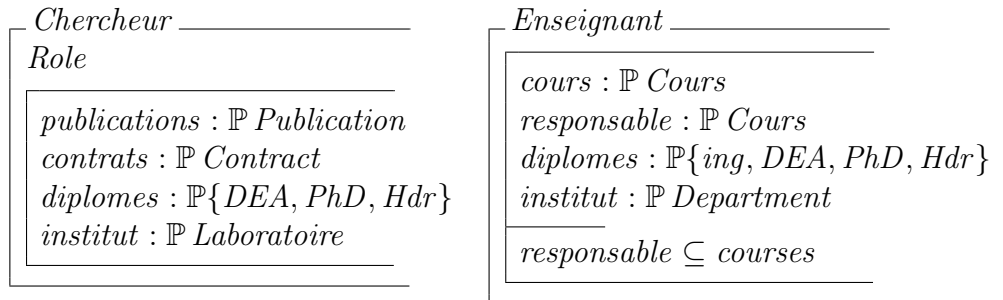 Chercheur
Role
publications : ℙ Publication
contrats : ℙ Contract
diplomes : ℙ{DEA, PhD, Hdr}
institut : ℙ Laboratoire
Enseignant
cours : ℙ Cours
responsable : ℙ Cours
diplomes : ℙ{ing, DEA, PhD, Hdr}
institut : ℙ Department
responsable ⊆ courses